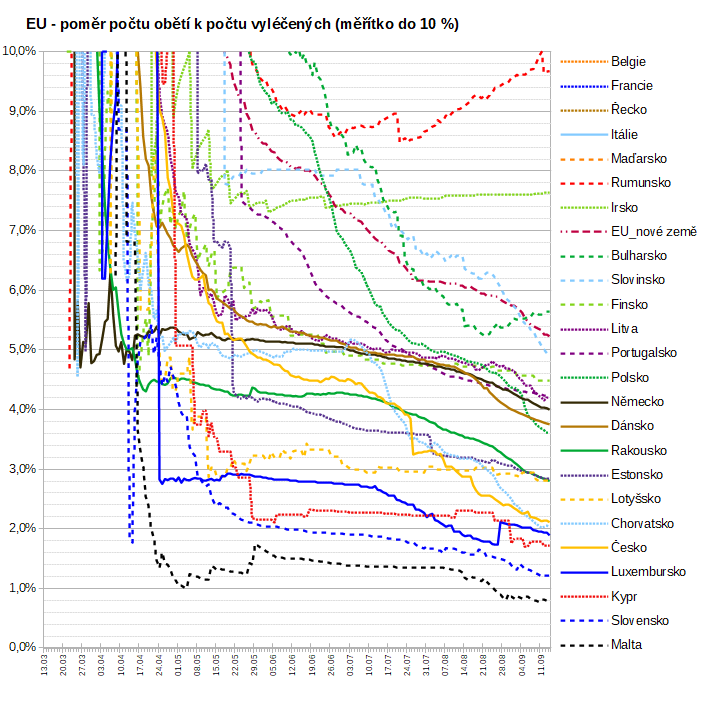 EU - poměr počtu obětí k počtu vyléčených (měřítko do 10 %)
10,0%
9,0%
8,0%
7,0%
6,0%
5,0%
4,0%
3,0%
2,0%
1,0%
0,0%
13.03
20.03
27.03
03.04
10.04
17.04
24.04
01.05
08.05
15.05
22.05
29.05
05.06
12.06
19.06
26.06
03.07
10.07
17.07
24.07
31.07
07.08
14.08
21.08
28.08
04.09
11.09
Belgie
Francie
Řecko
Itálie
Maďarsko
Rumunsko
Irsko
EU_nové země
Bulharsko
Slovinsko
Finsko
Litva
Portugalsko
Polsko
Německo
Dánsko
Rakousko
Estonsko
Lotyšsko
Chorvatsko
Česko
Luxembursko
Kypr
Slovensko
Malta